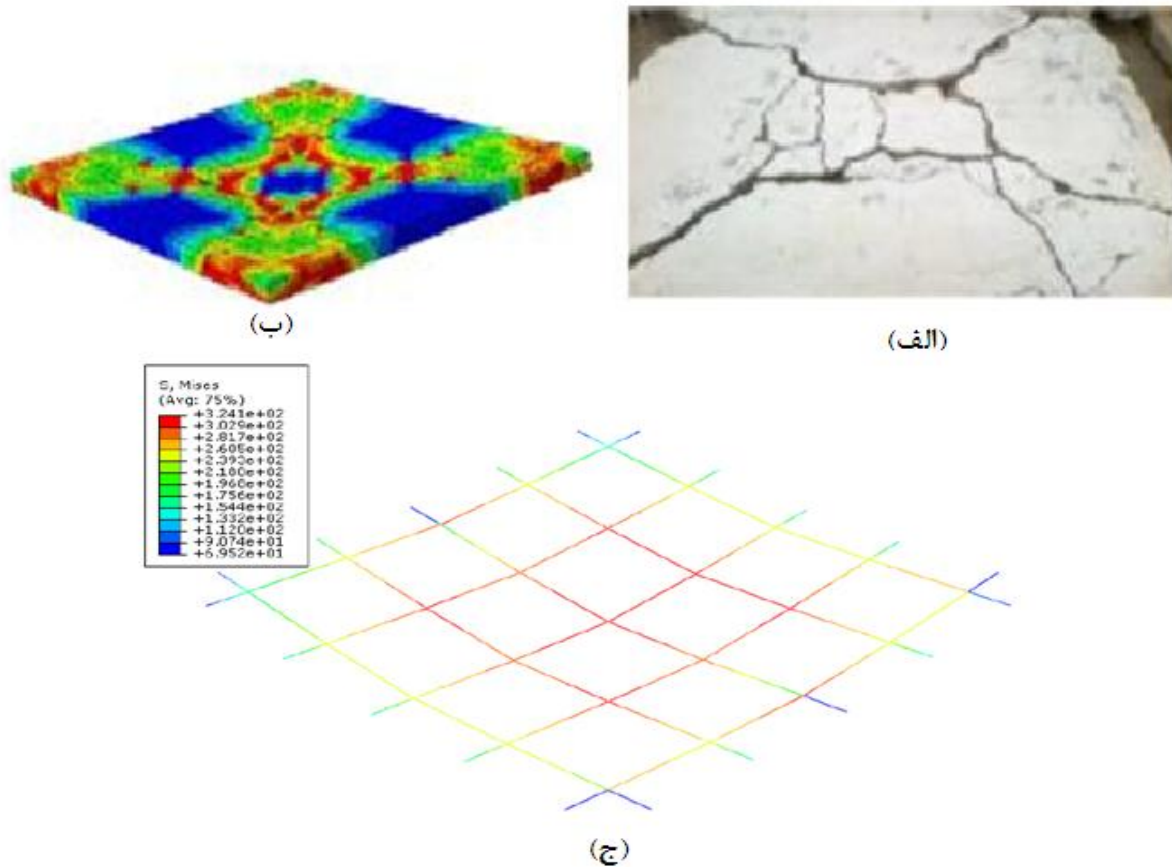 (ب)
(الف)
S, Mises
(Avg: 75%)
+3.241e+02
+3.029e+02
+2.817e+02
+2.605e+02
+2.393e+02
+2.180e+02
+1.968e+02
+1.756e+02
+1.544e+02
+1.332e+02
+1.120e+02
+9.074e+01
+6.952e+01
(ج)